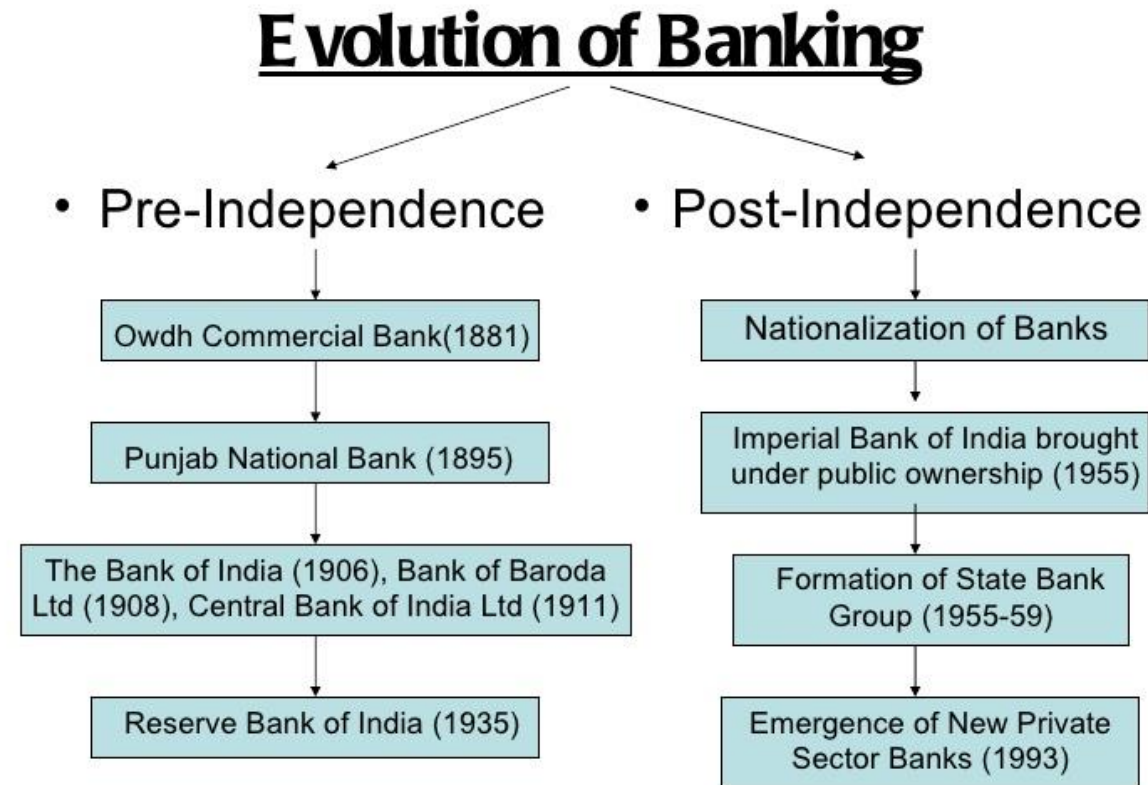 Evolution of Banking
• Pre-Independence
Owdh Commercial Bank(1881)
Punjab National Bank (1895)
The Bank of India (1906), Bank of Baroda
Ltd (1908), Central Bank of India Ltd (1911)
Reserve Bank of India (1935)
• Post-Independence
Nationalization of Banks
Imperial Bank of India brought
under public ownership (1955)
Formation of State Bank
Group (1955-59)
Emergence of New Private
Sector Banks (1993)